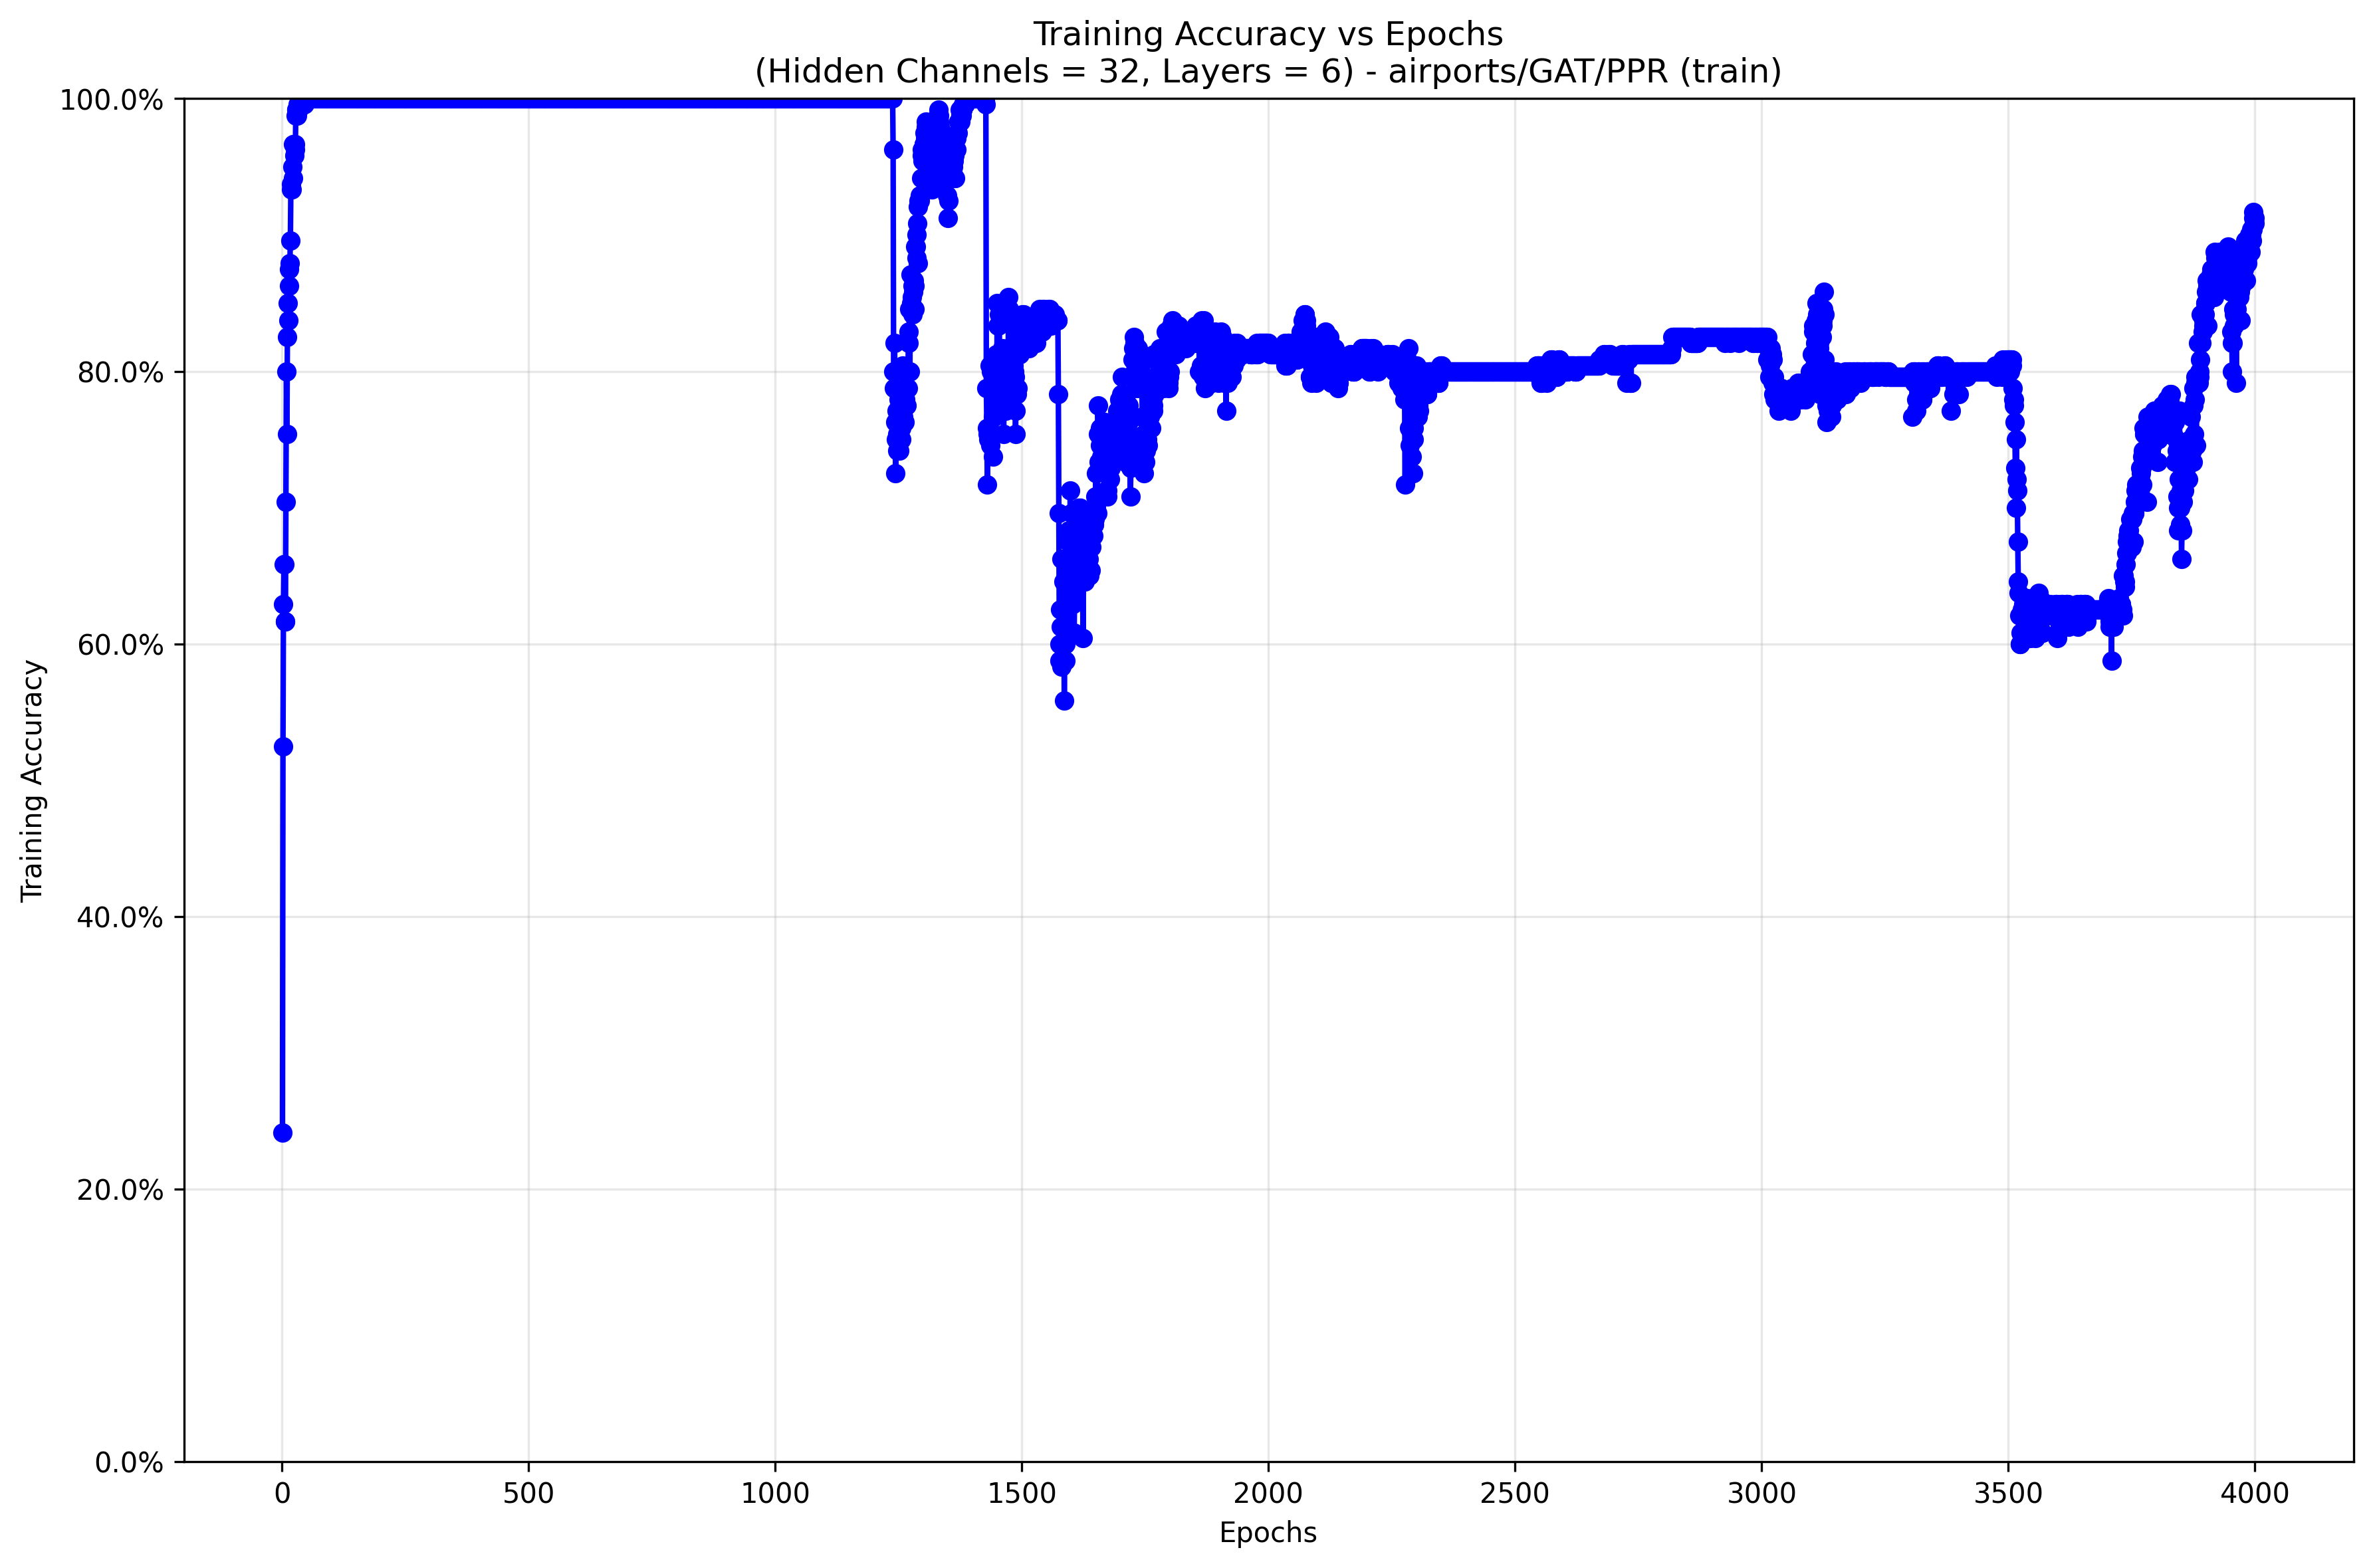 Training Accuracy vs Epochs
(Hidden Channels = 32, Layers = 6) - airports/GAT/PPR (train)
100.0%
80.0%
60.0%
40.0%
20.0%
0.0%
Training Accuracy
0 500 1000 1500 2000 2500 3000 3500 4000
Epochs